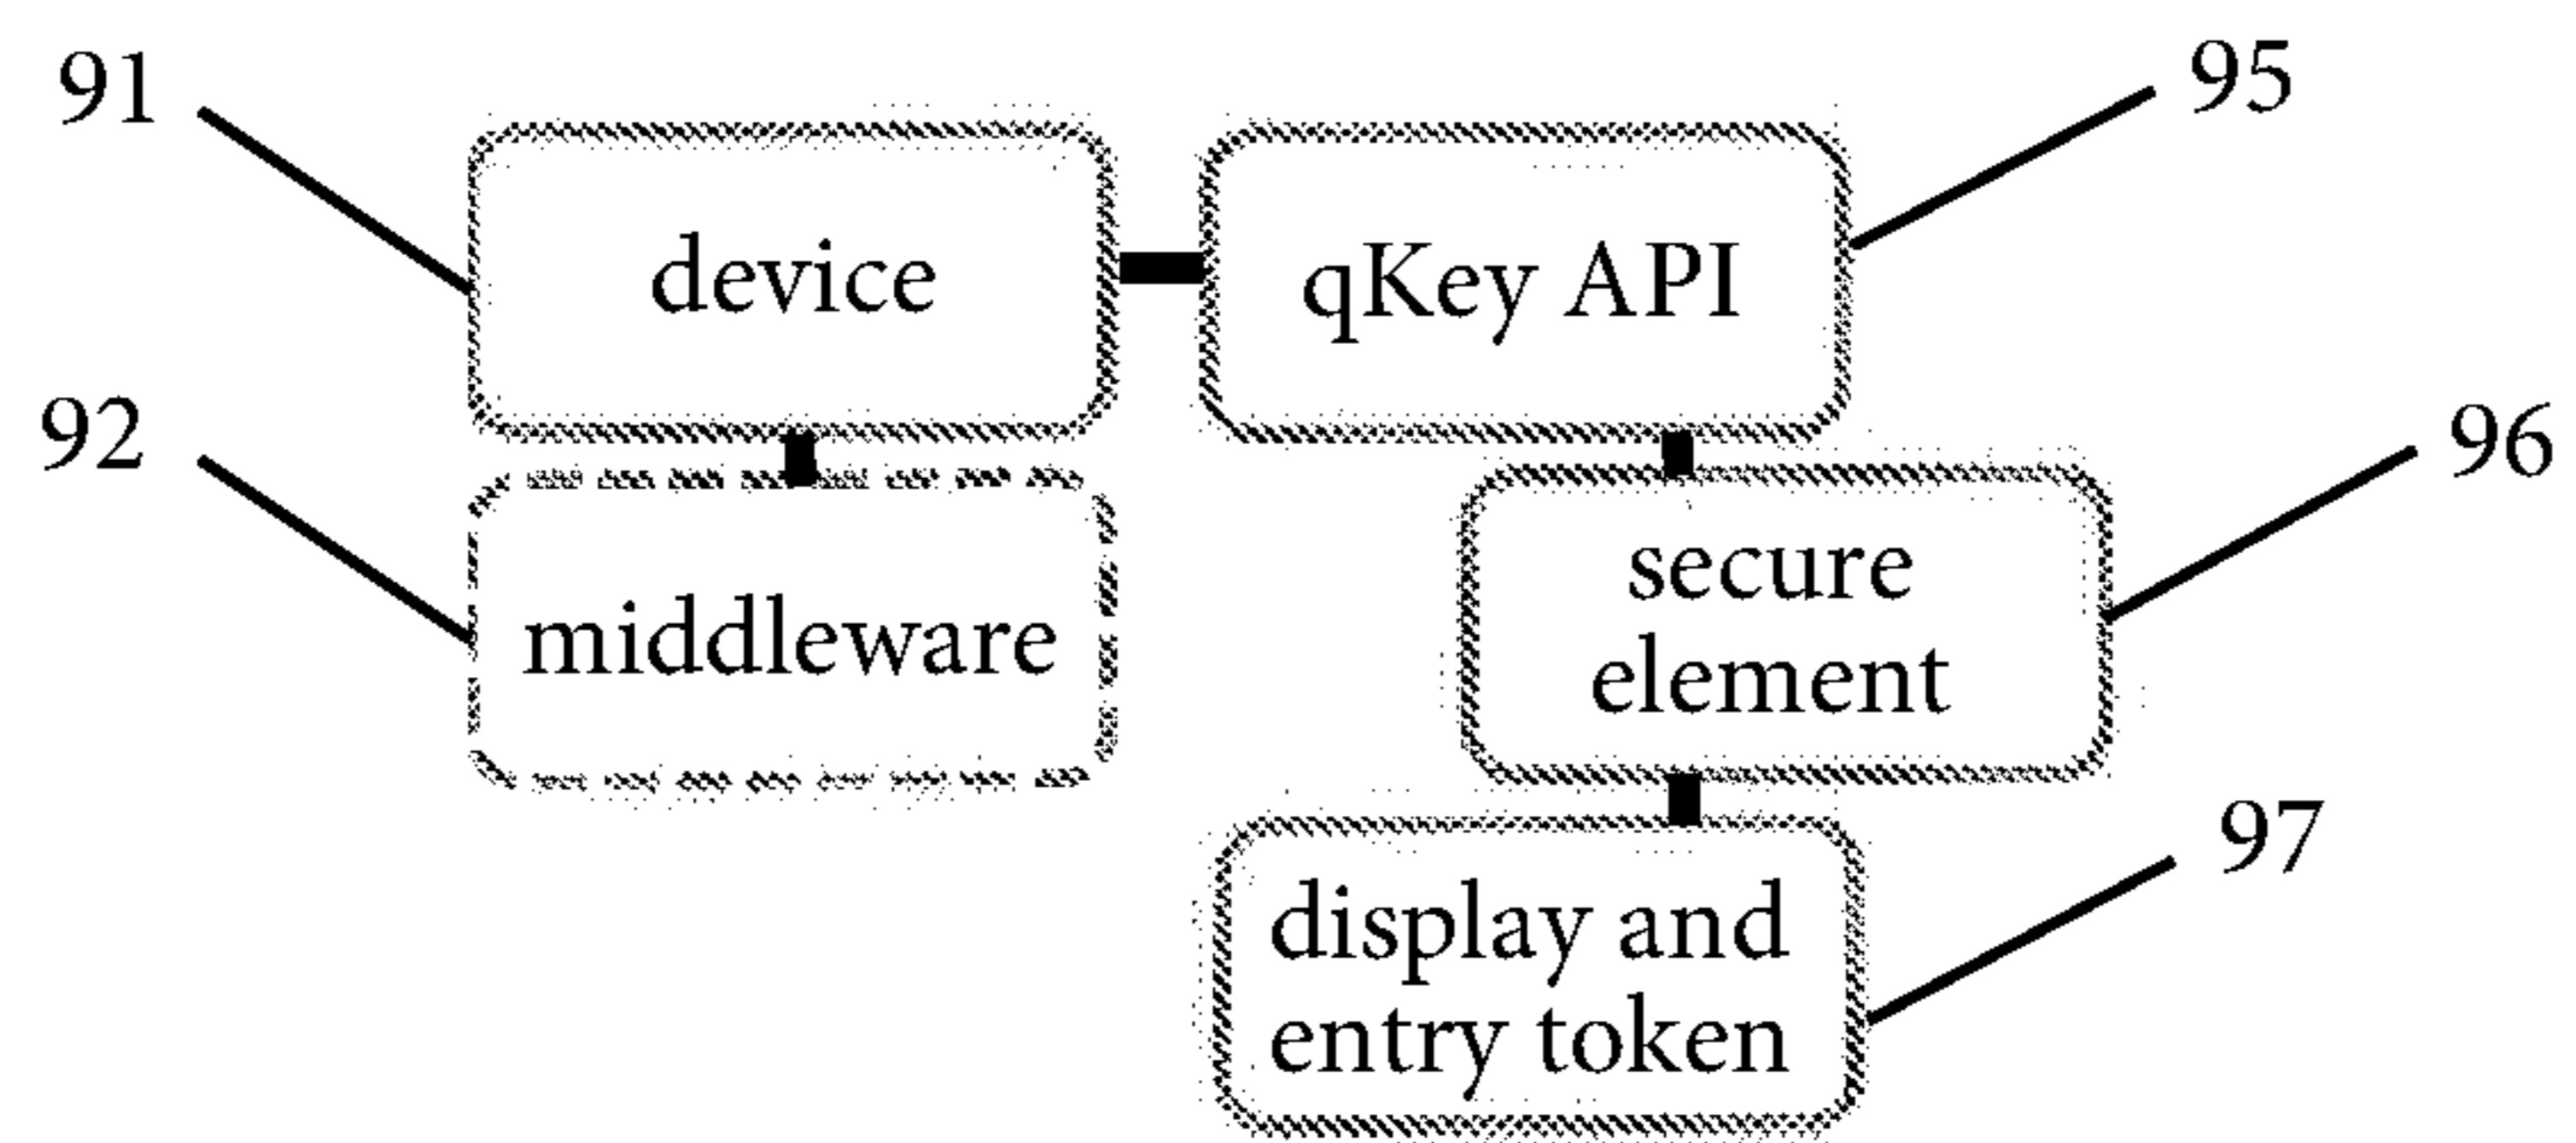 91
95
device
qKey API
92
96
middleware
secure
element
97
display and
entry token